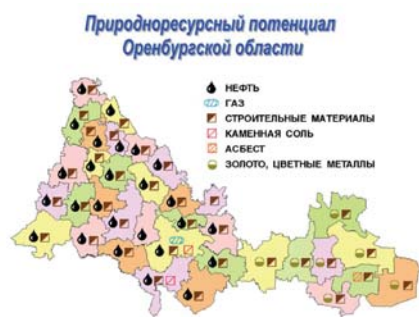 Природноресурсный потенциал
Оренбургской области
НЕФТЬ
ГАЗ
СТРОИТЕЛЬНЫЕ МАТЕРИАЛЫ
КАМЕННАЯ СОЛЬ
АСБЕСТ
ЗОЛОТО, ЦВЕТНЫЕ МЕТАЛЛЫ